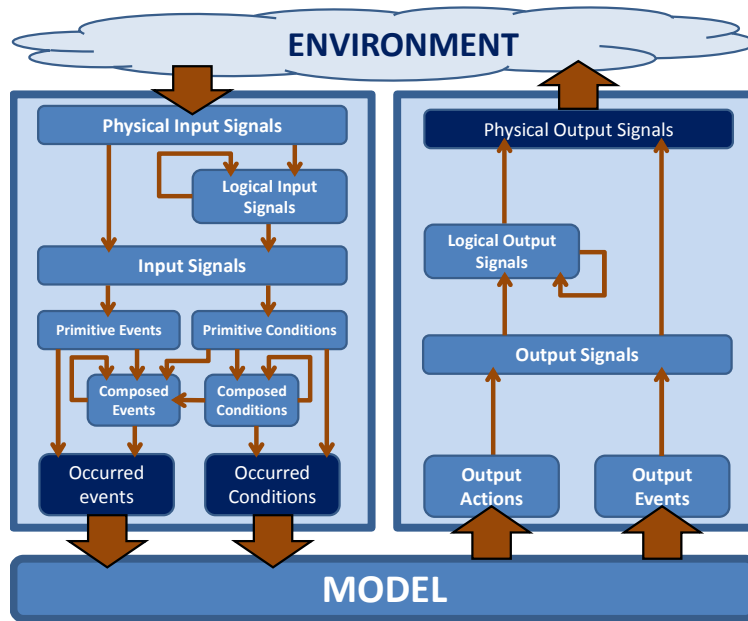 ENVIRONMENT
Physical Input Signals
Logical Input
Signals
Input Signals
Primitive Events
Primitive Conditions
Composed
Events
Composed
Conditions
Occurred
events
Occurred
Conditions
Physical Output Signals
Logical Output
Signals
Output Signals
Output
Actions
Output
Events
MODEL